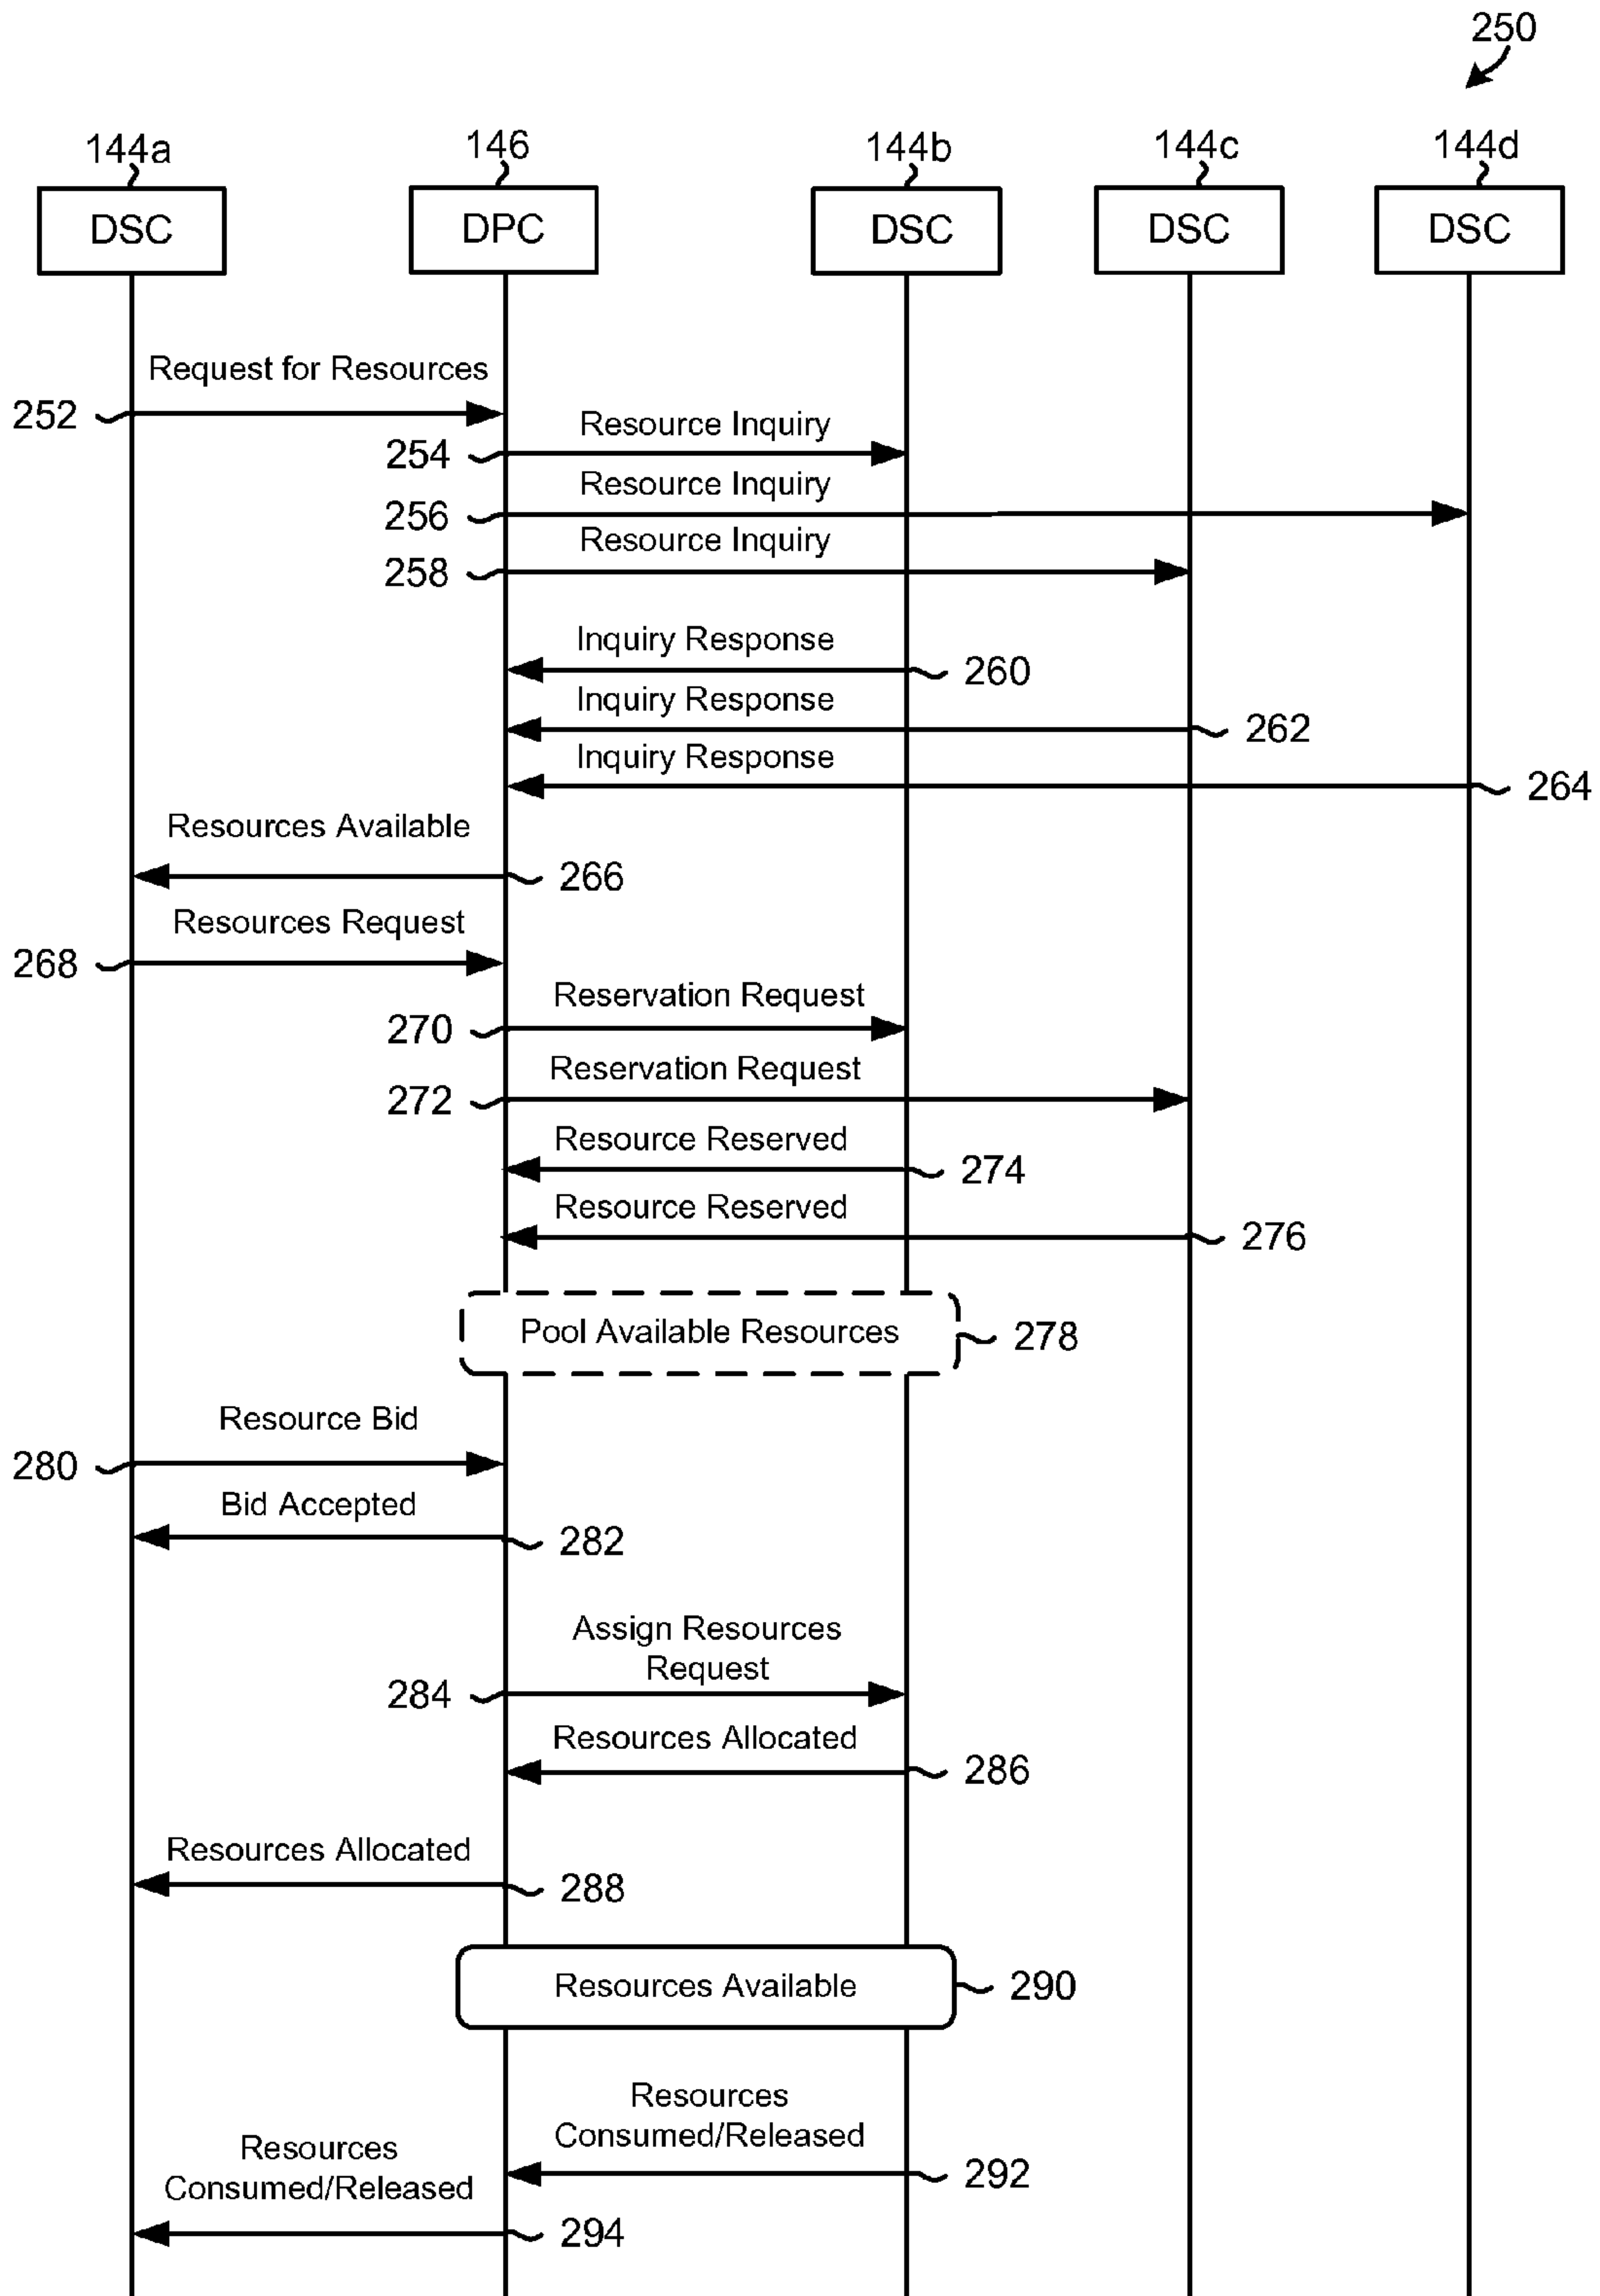 250
144a
146
144b
144c
144d
DSC
DPC
DSC
DSC
DSC
Request for Resources
252
Resource Inquiry
254
Resource Inquiry
256
Resource Inquiry
258
Inquiry Response
260
Inquiry Response
262
Inquiry Response
264
Resources Available
266
Resources Request
268
Reservation Request
270
Reservation Request
272
Resource Reserved
274
Resource Reserved
276
Pool Available Resources
278
Resource Bid
280
Bid Accepted
282
Assign Resources
Request
284
Resources Allocated
286
Resources Allocated
288
Resources Available
290
Resources
Consumed/Released
292
Resources
Consumed/Released
294